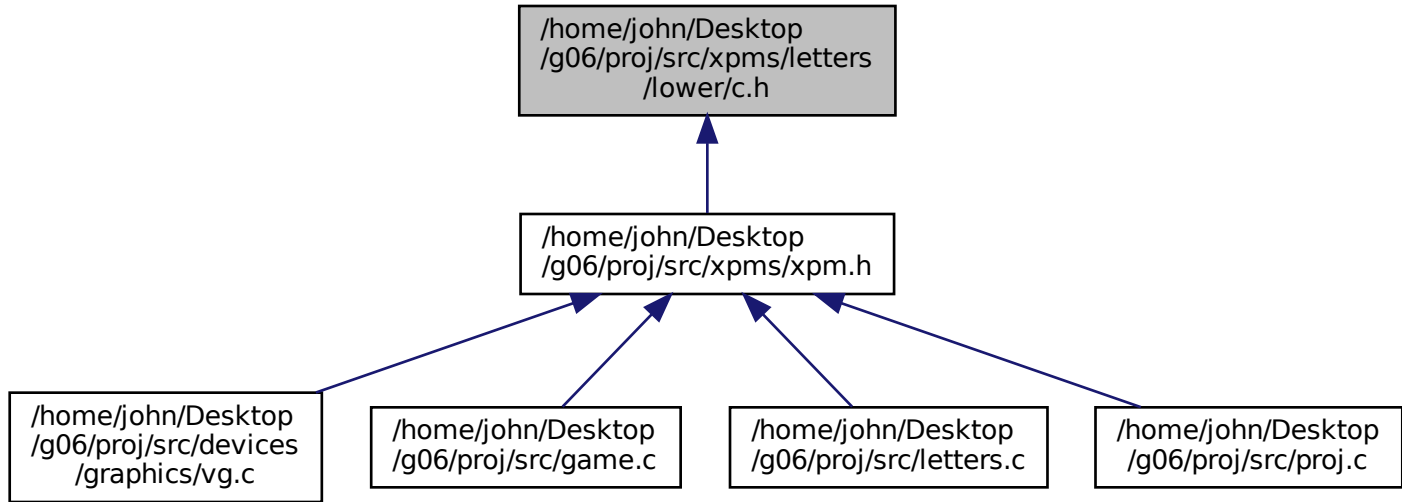 /home/john/Desktop
/g06/proj/src/xpms/letters
/lower/c.h
/home/john/Desktop
/g06/proj/src/xpms/xpm.h
/home/john/Desktop
/g06/proj/src/devices
/graphics/vg.c
/home/john/Desktop
/g06/proj/src/game.c
/home/john/Desktop
/g06/proj/src/letters.c
/home/john/Desktop
/g06/proj/src/proj.c